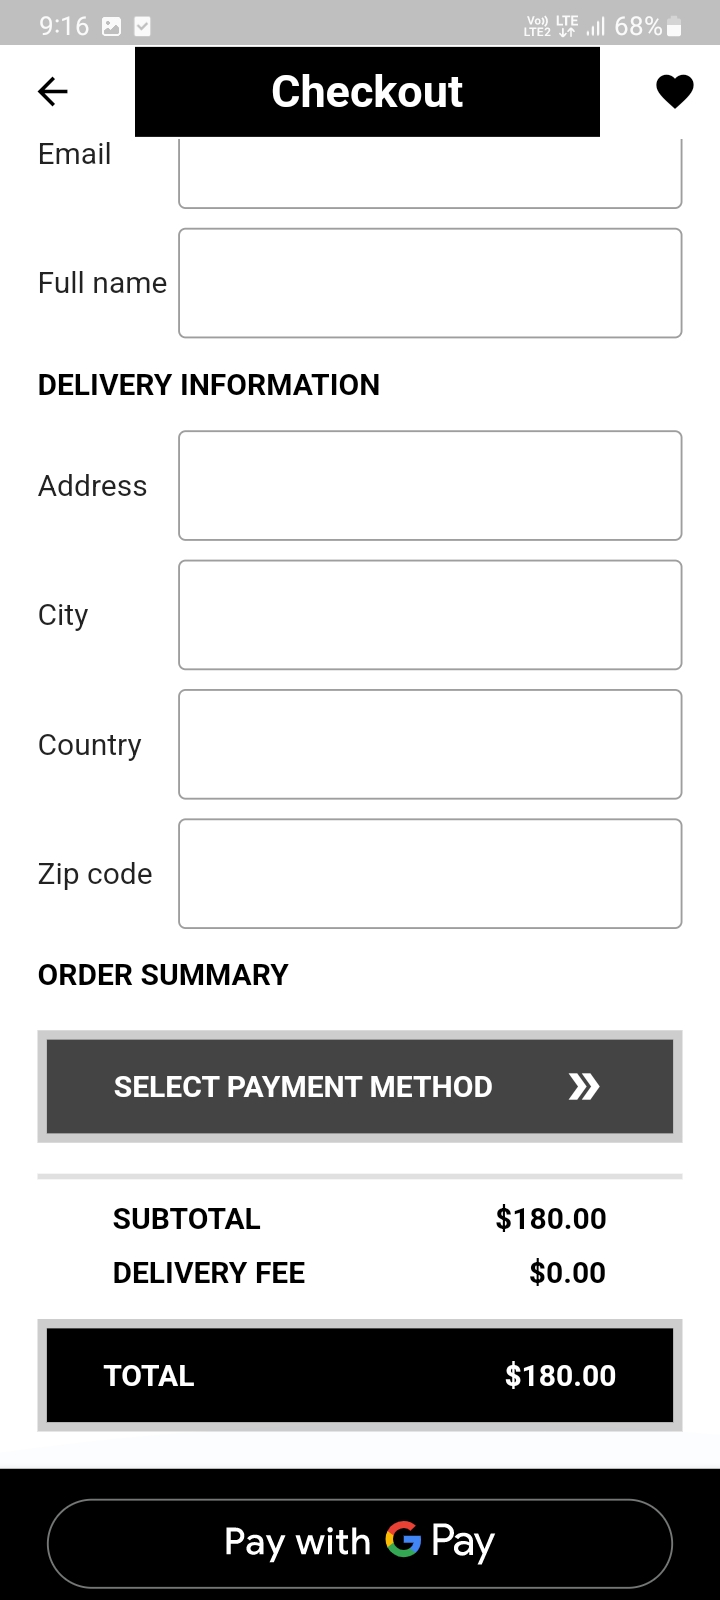 9:16 Vo) LTE2 LTE 68%
Checkout
Email
Full name
DELIVERY INFORMATION
Address
City
Country
Zip code
ORDER SUMMARY
SELECT PAYMENT METHOD
SUBTOTAL $180.00
DELIVERY FEE $0.00
TOTAL $180.00
Pay with G Pay